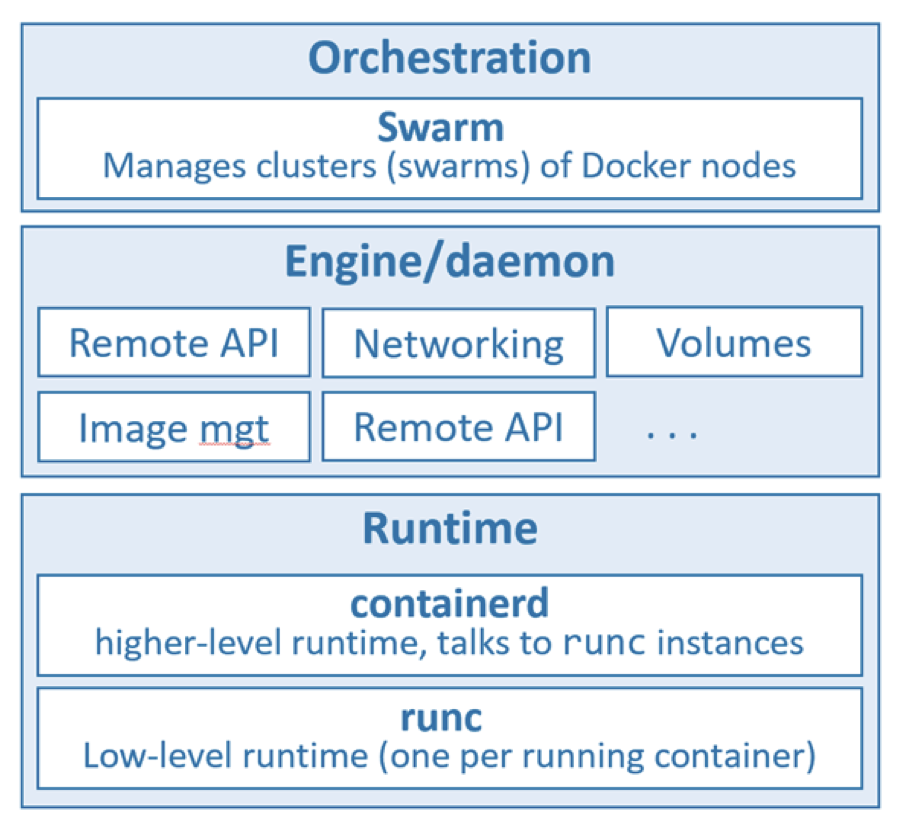 Orchestration
Swarm
Manages clusters (swarms) of Docker nodes
Engine/daemon
Remote API
Networking
Volumes
Image mgt
Remote API
...
Runtime
containerd
higher-level runtime, talks to runc instances
runc
Low-level runtime (one per running container)